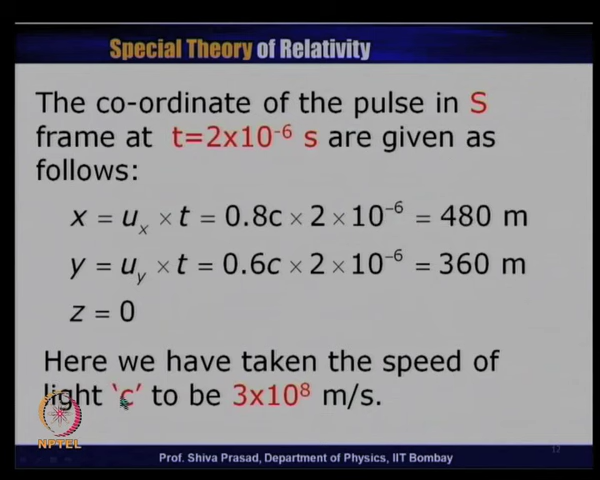 Special Theory of Relativity
The co-ordinate of the pulse in S
frame at t=2x10⁻⁶ s are given as
follows:
x = uₓ × t = 0.8c × 2 × 10⁻⁶ = 480 m
y = u_y × t = 0.6c × 2 × 10⁻⁶ = 360 m
z = 0
Here we have taken the speed of
light ‘c’ to be 3x10⁸ m/s.
NPTEL
Prof. Shiva Prasad, Department of Physics, IIT Bombay
12